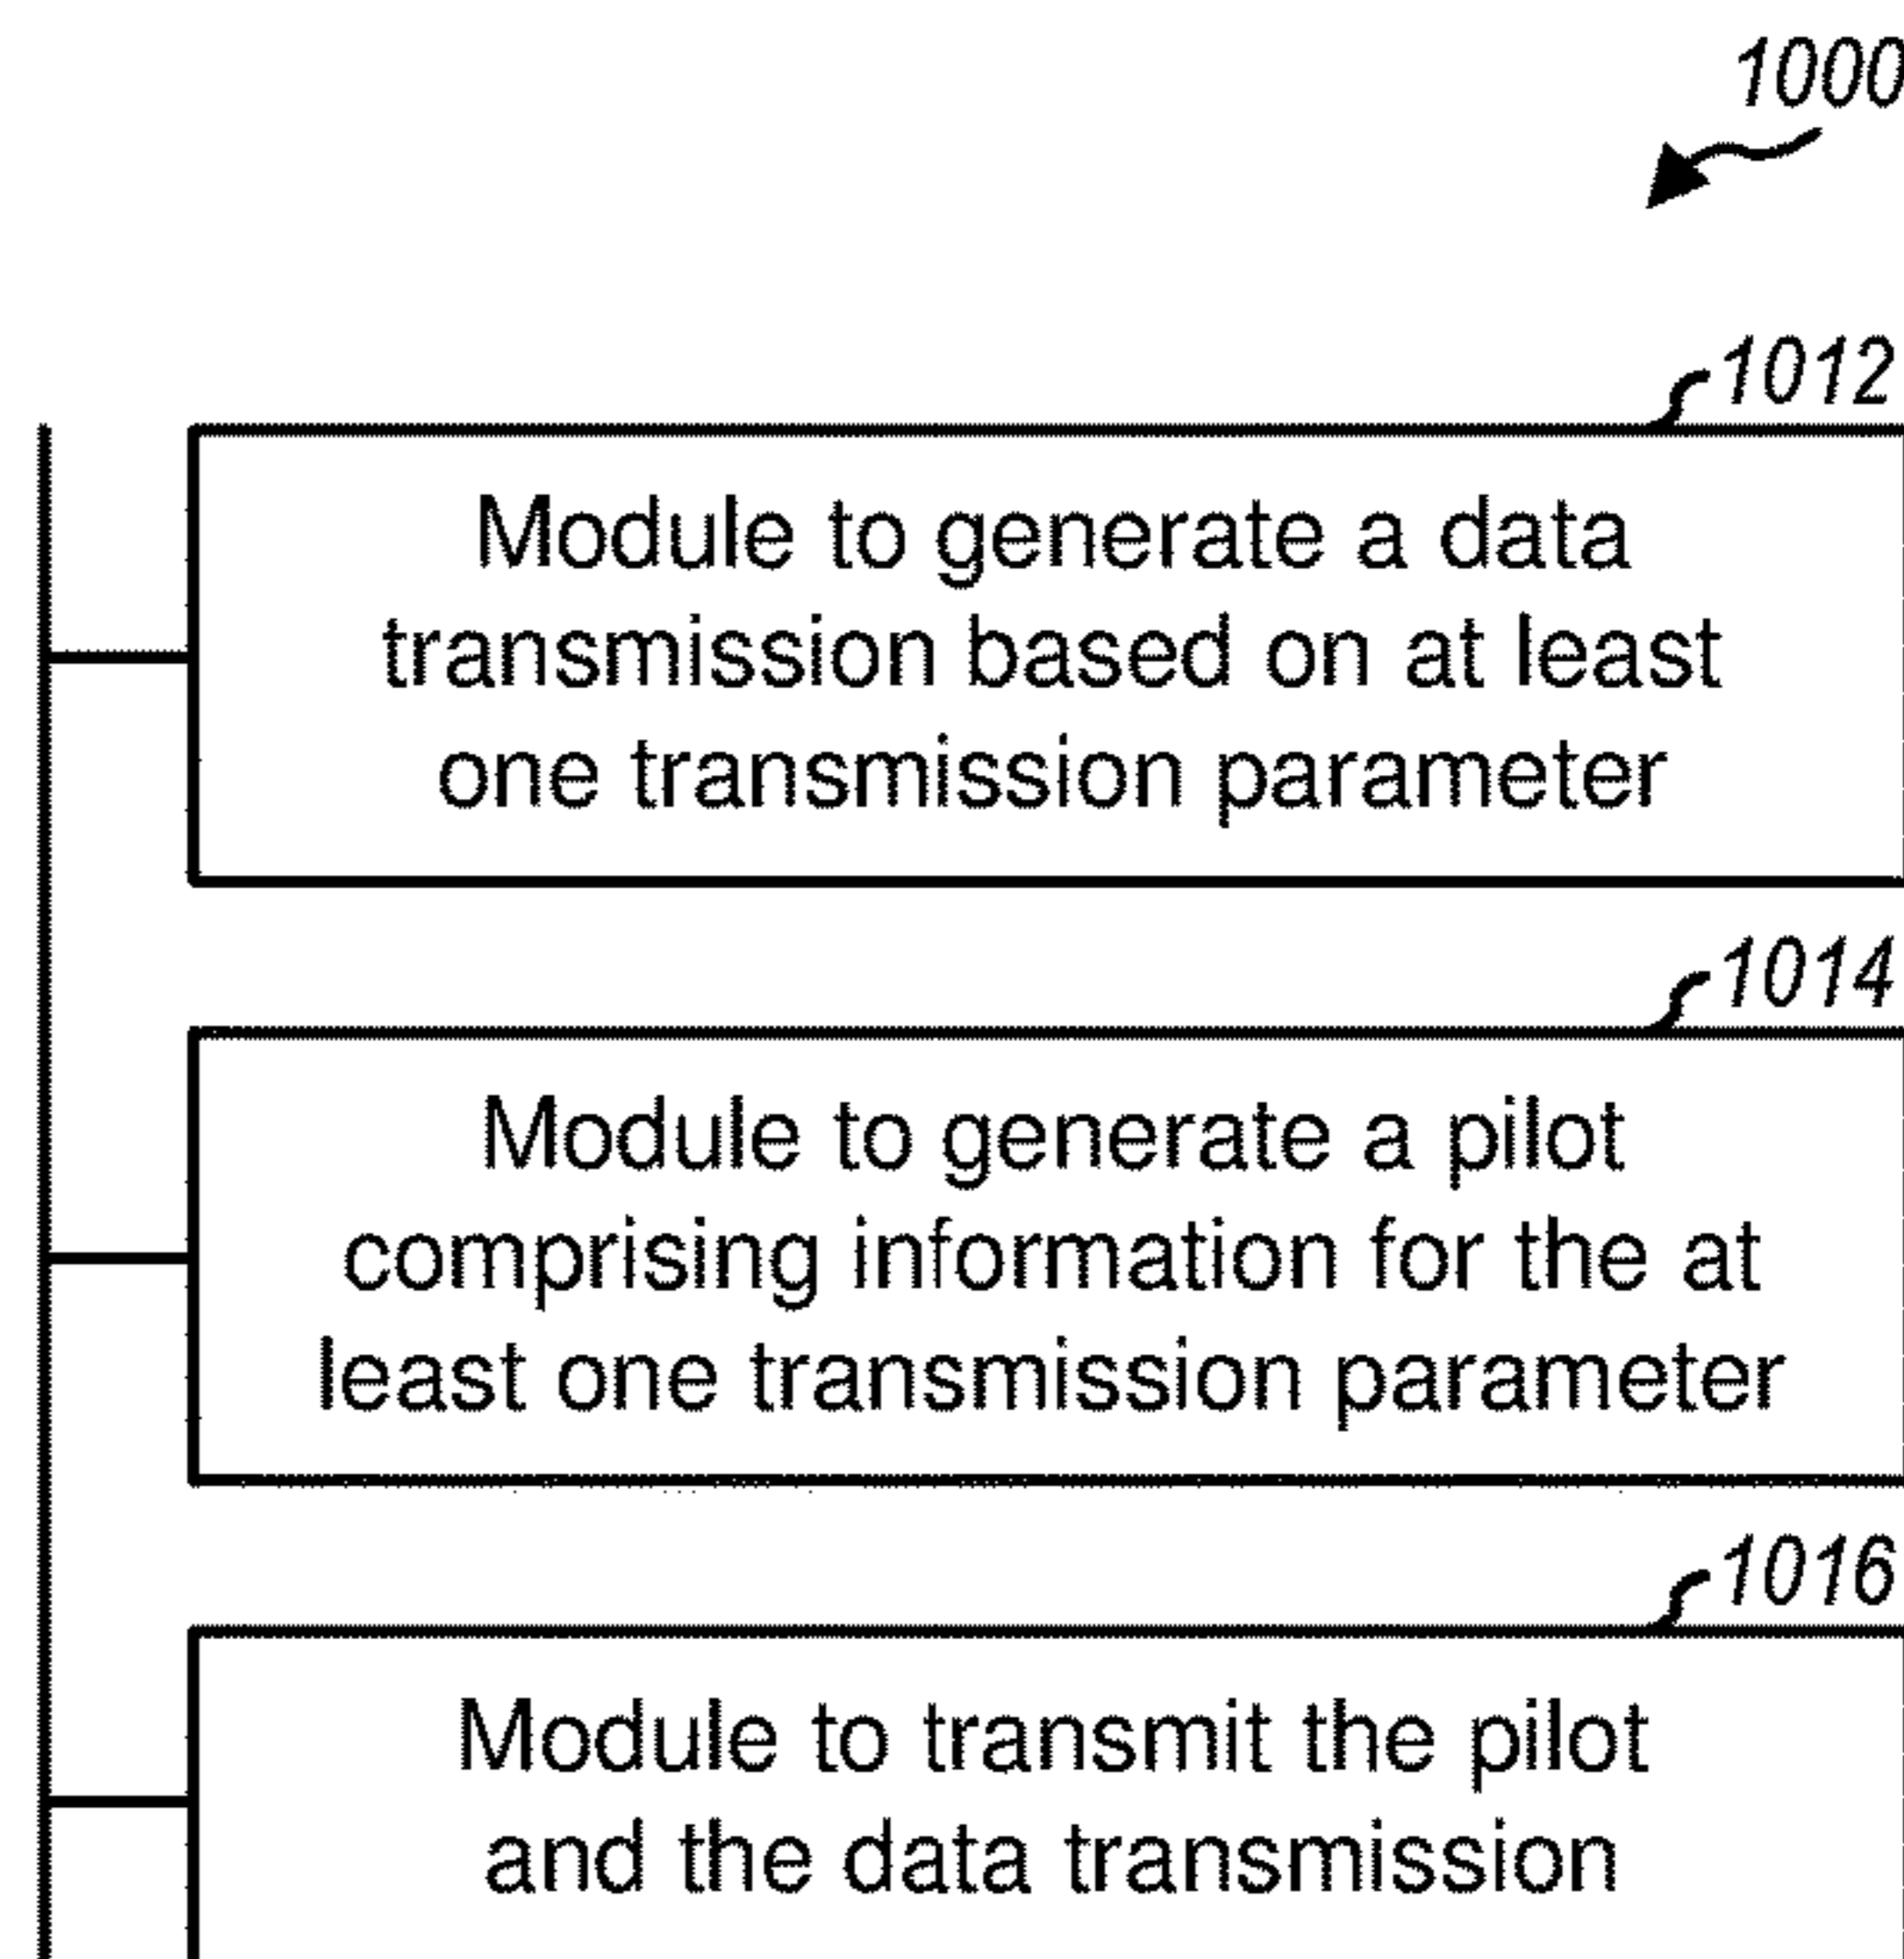 1000
1012
Module to generate a data
transmission based on at least
one transmission parameter
1014
Module to generate a pilot
comprising information for the at
least one transmission parameter
1016
Module to transmit the pilot
and the data transmission